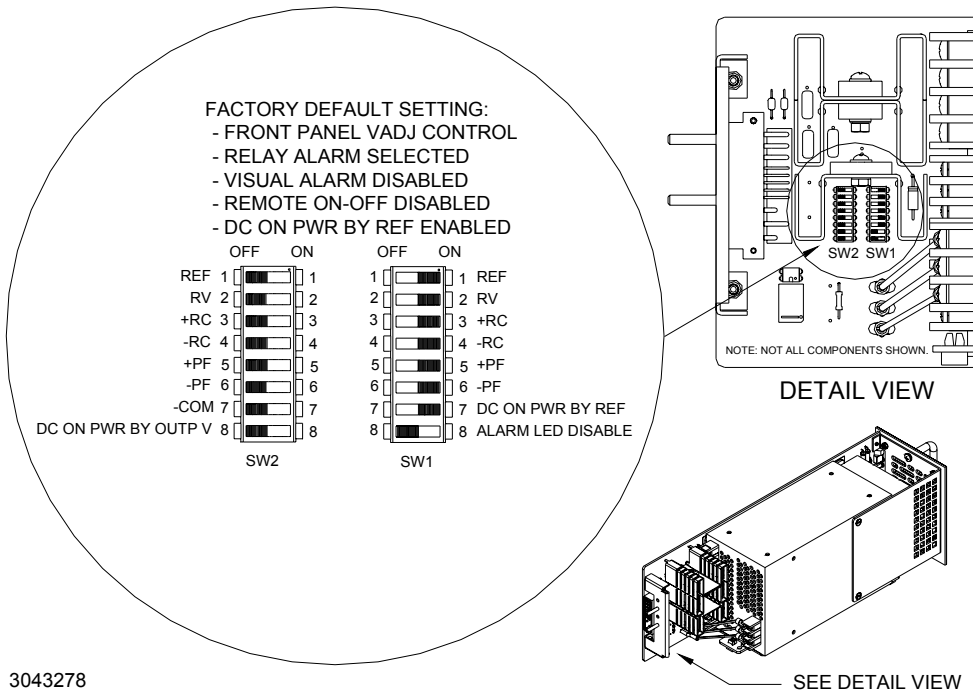 FACTORY DEFAULT SETTING:
- FRONT PANEL VADJ CONTROL
- RELAY ALARM SELECTED
- VISUAL ALARM DISABLED
- REMOTE ON-OFF DISABLED
- DC ON PWR BY REF ENABLED
OFF ON OFF ON
REF 1 1 1 1 REF
RV 2 2 2 2 RV
+RC 3 3 3 3 +RC
-RC 4 4 4 4 -RC
+PF 5 5 5 5 +PF
-PF 6 6 6 6 -PF
-COM 7 7 7 7 DC ON PWR BY REF
DC ON PWR BY OUTP V 8 8 8 8 ALARM LED DISABLE
SW2 SW1
SW2 SW1
NOTE: NOT ALL COMPONENTS SHOWN.
DETAIL VIEW
SEE DETAIL VIEW
3043278